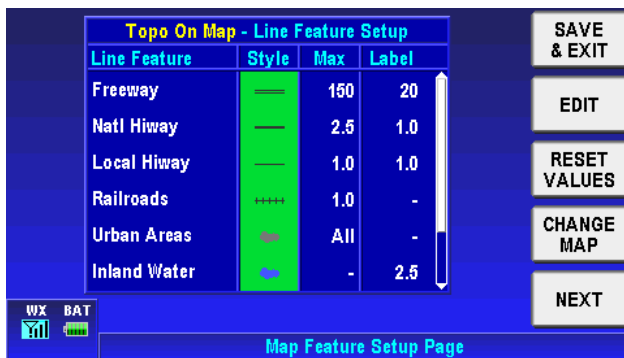 Topo On Map - Line Feature Setup
Line Feature Style Max Label
Freeway 150 20
Natl Hiway 2.5 1.0
Local Hiway 1.0 1.0
Railroads 1.0 -
Urban Areas All -
Inland Water - 2.5
SAVE
& EXIT
EDIT
RESET
VALUES
CHANGE
MAP
NEXT
WX BAT
Map Feature Setup Page